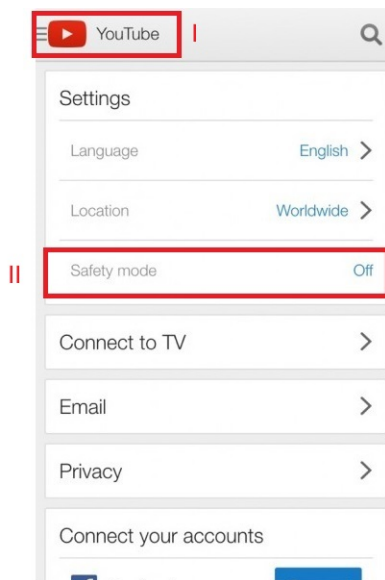 YouTube I
Settings
Language English
Location Worldwide
II Safety mode Off
Connect to TV
Email
Privacy
Connect your accounts